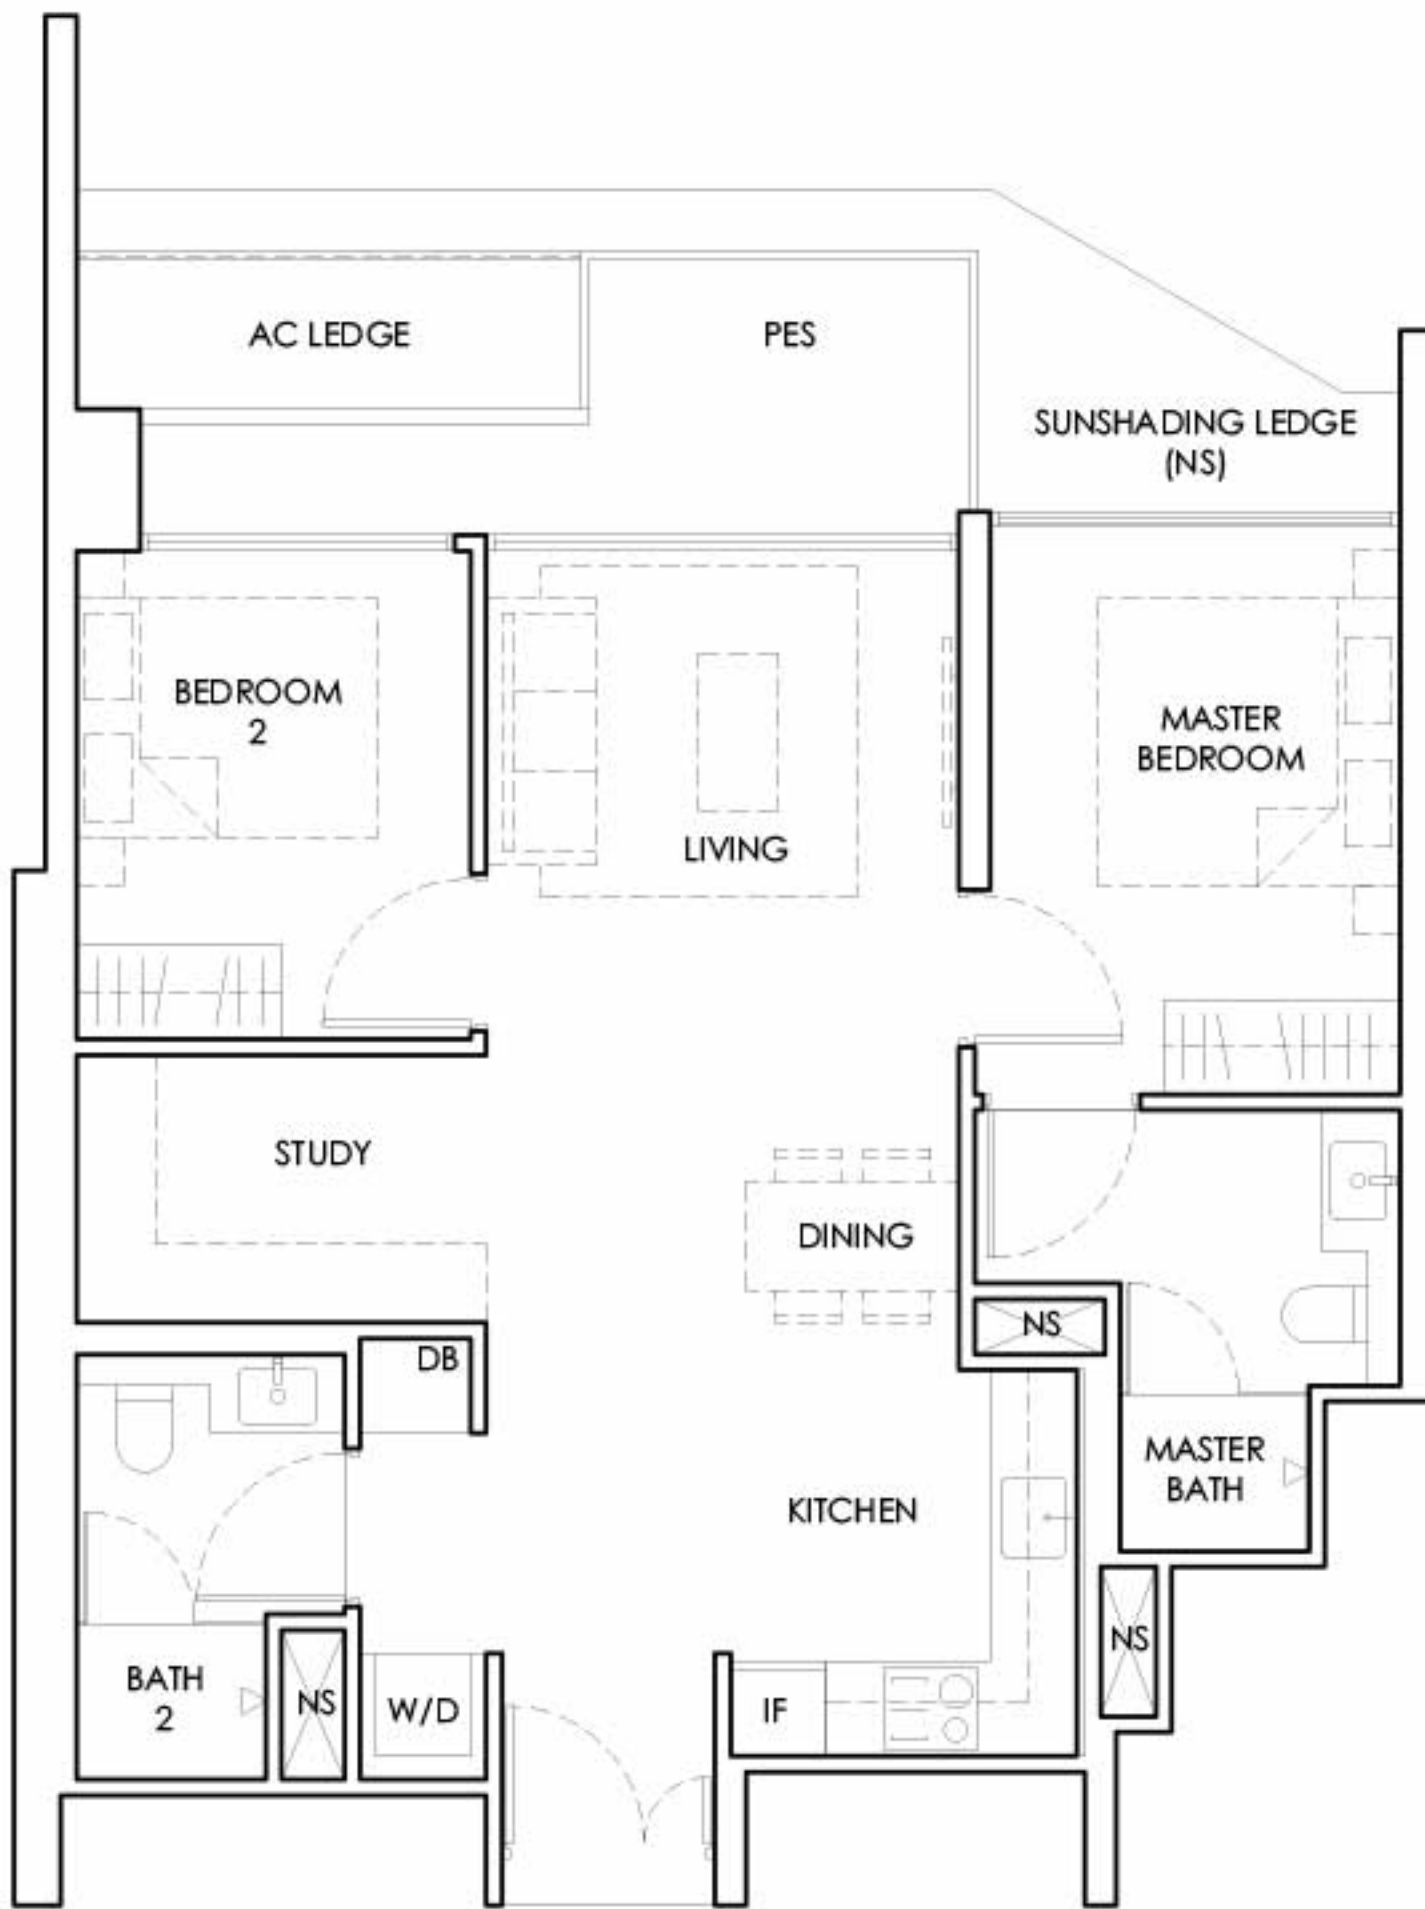 AC LEDGE
PES
SUNSHADING LEDGE
(NS)
BEDROOM
2
MASTER
BEDROOM
LIVING
STUDY
DINING
NS
DB
MASTER
BATH
KITCHEN
NS
BATH
2
NS
W/D
IF